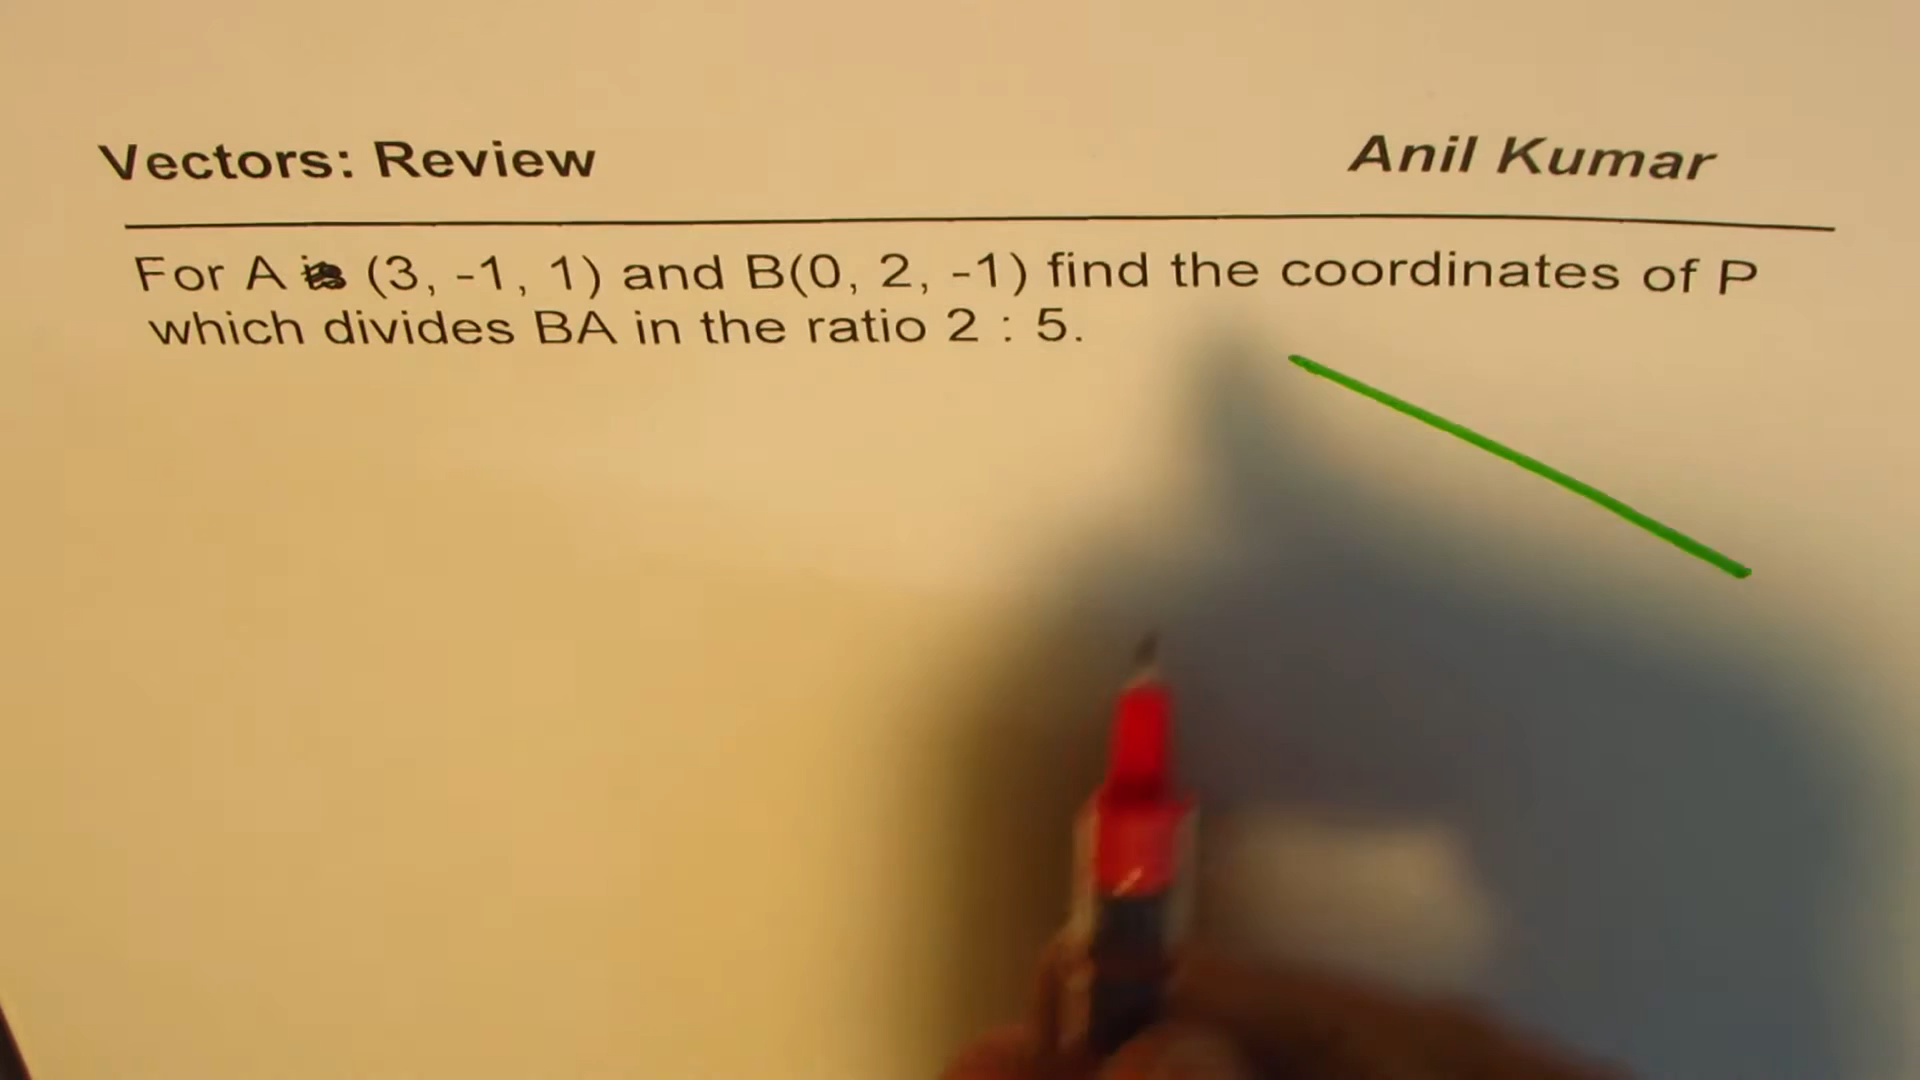 Vectors: Review
Anil Kumar
For A (3, -1, 1) and B(0, 2, -1) find the coordinates of P
which divides BA in the ratio 2 : 5.